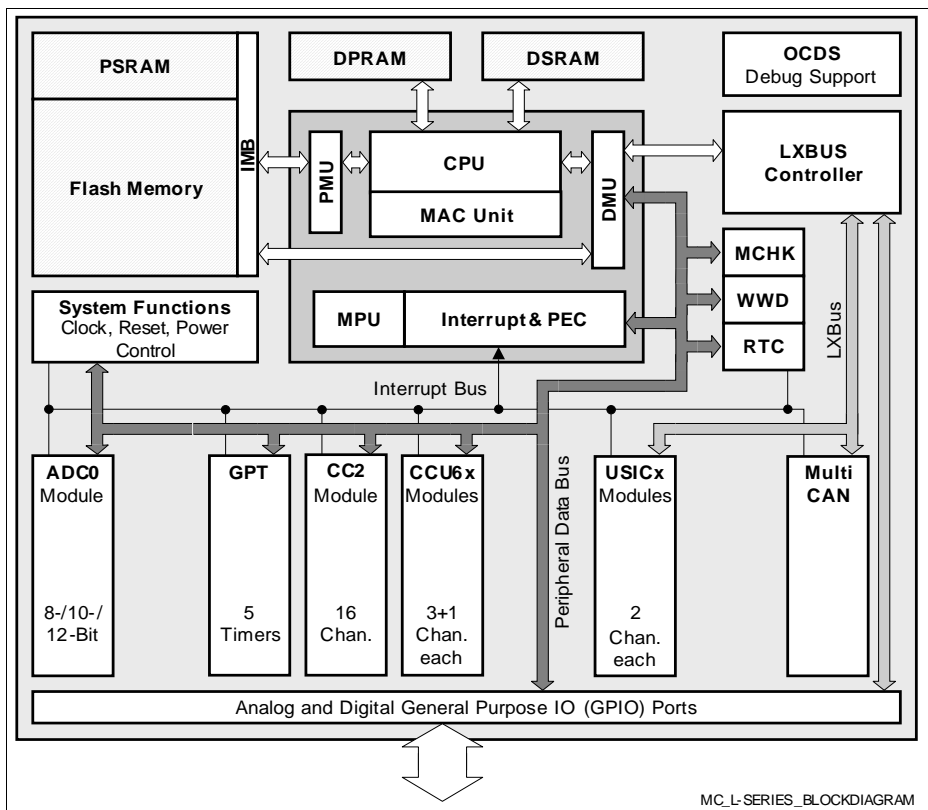 PSRAM
Flash Memory
IMB
DPRAM
DSRAM
OCDS
Debug Support
PMU
CPU
MAC Unit
DMU
LXBUS
Controller
MPU
Interrupt & PEC
MCHK
WWD
RTC
LXBus
System Functions
Clock, Reset, Power
Control
Interrupt Bus
ADC0
Module
8-/10-/
12-Bit
GPT
5
Timers
CC2
Module
16
Chan.
CCU6x
Modules
3+1
Chan.
each
Peripheral Data Bus
USICx
Modules
2
Chan.
each
Multi
CAN
Analog and Digital General Purpose IO (GPIO) Ports
MC_L-SERIES_BLOCKDIAGRAM